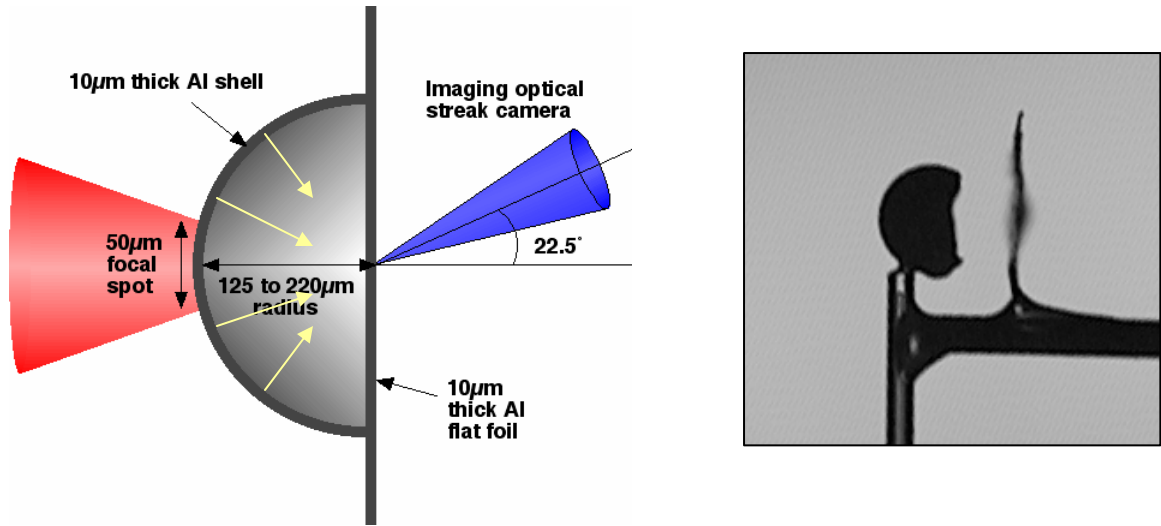 10μm thick Al shell
Imaging optical
streak camera
50μm
focal
spot
125 to 220μm
radius
22.5°
10μm
thick Al
flat foil